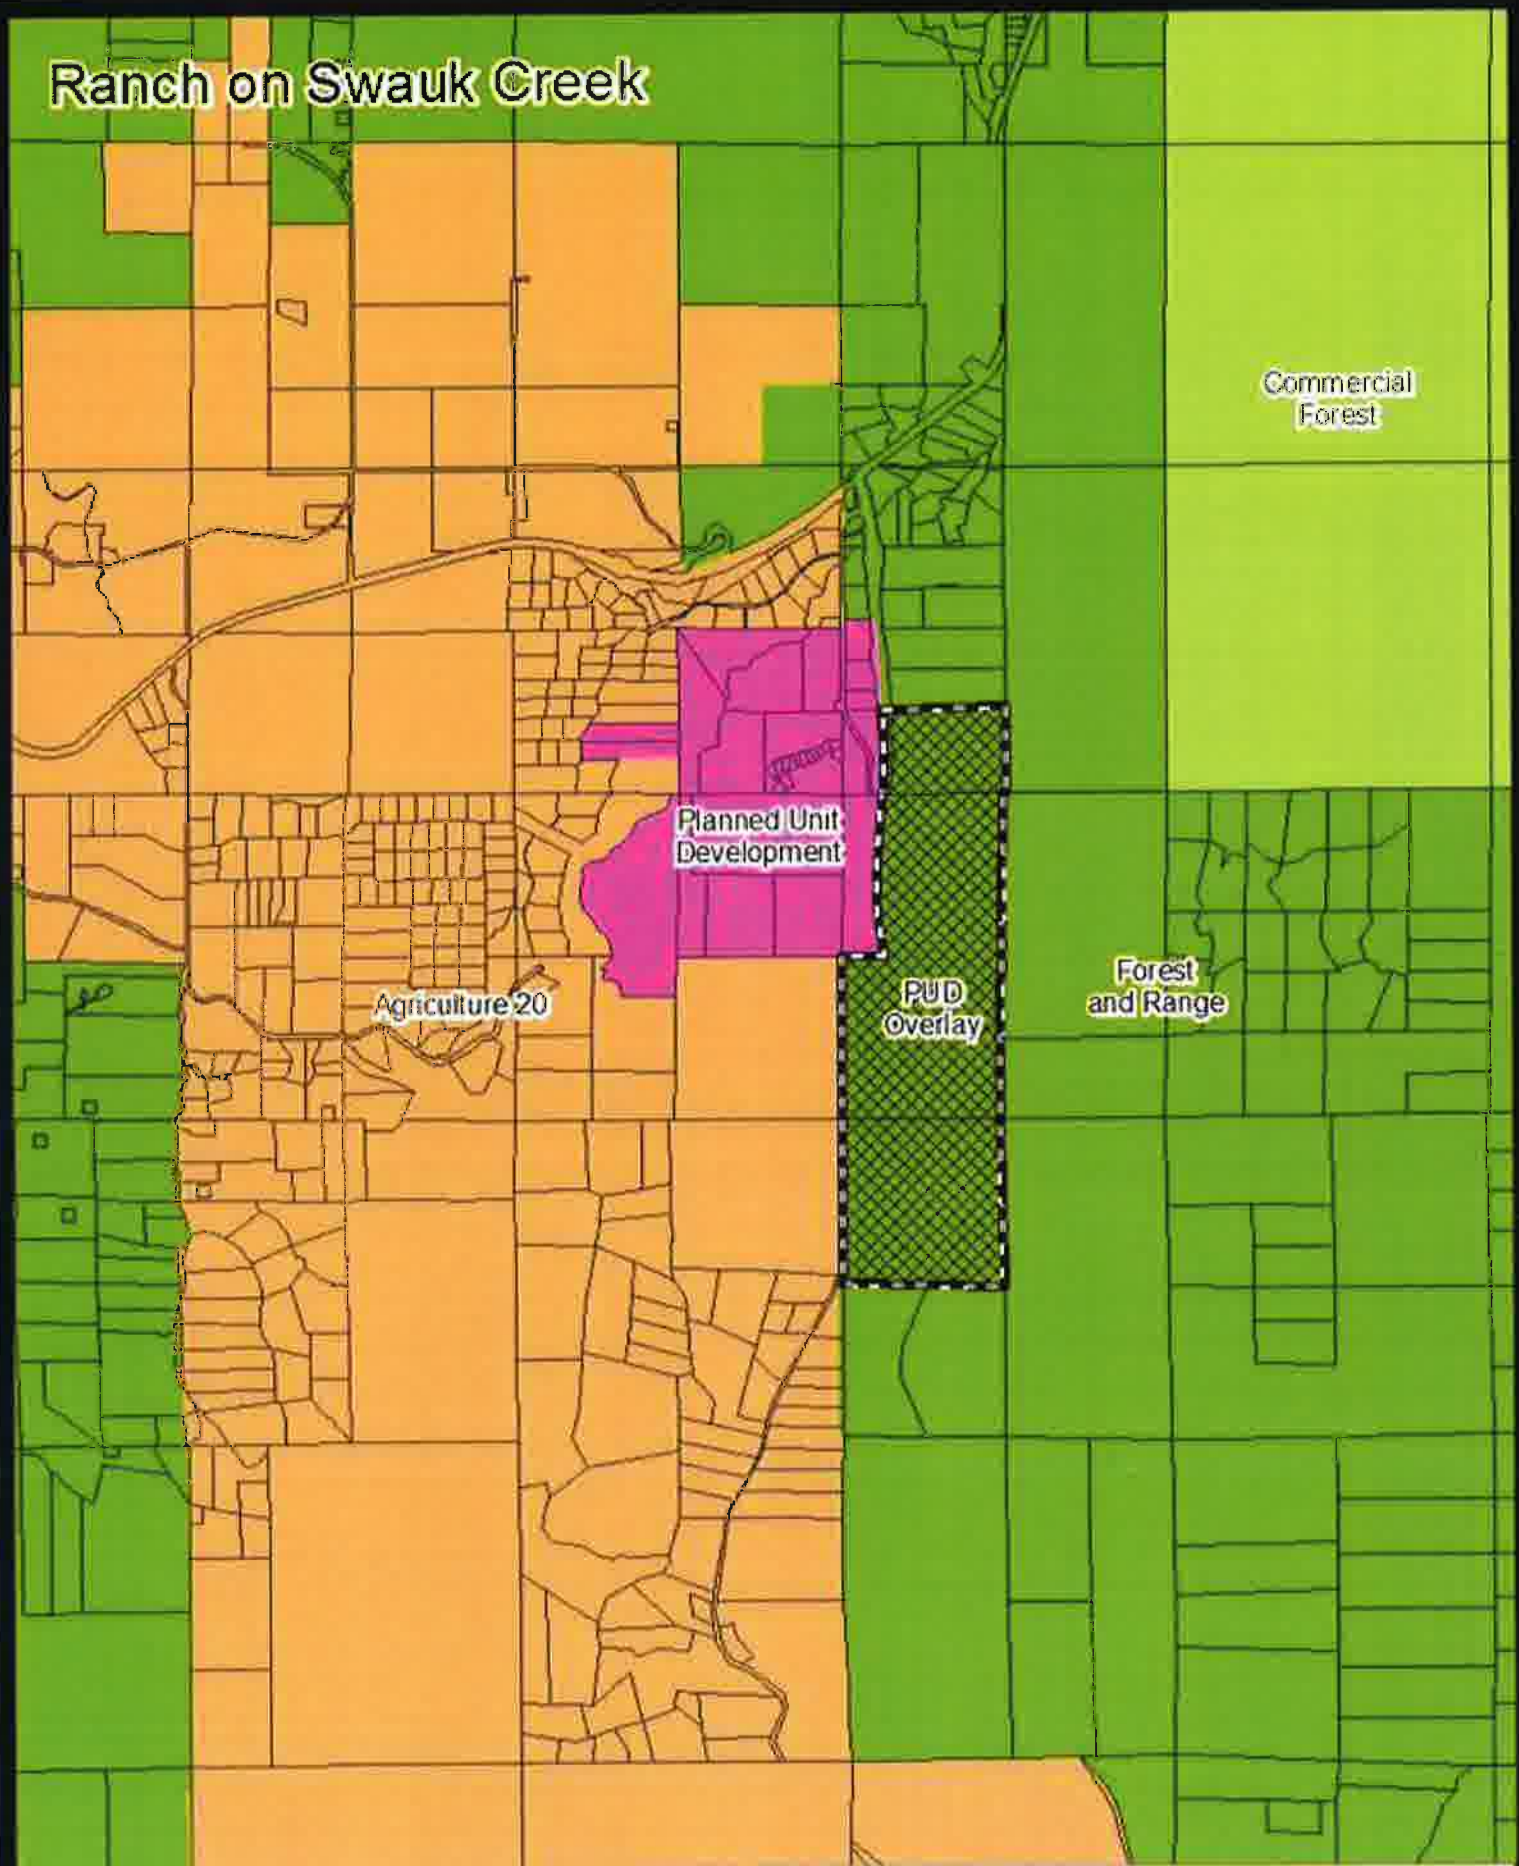 Ranch on Swauk Creek
Commercial
Forest
Planned Unit
Development
PUD
Overlay
Forest
and Range
Agriculture 20